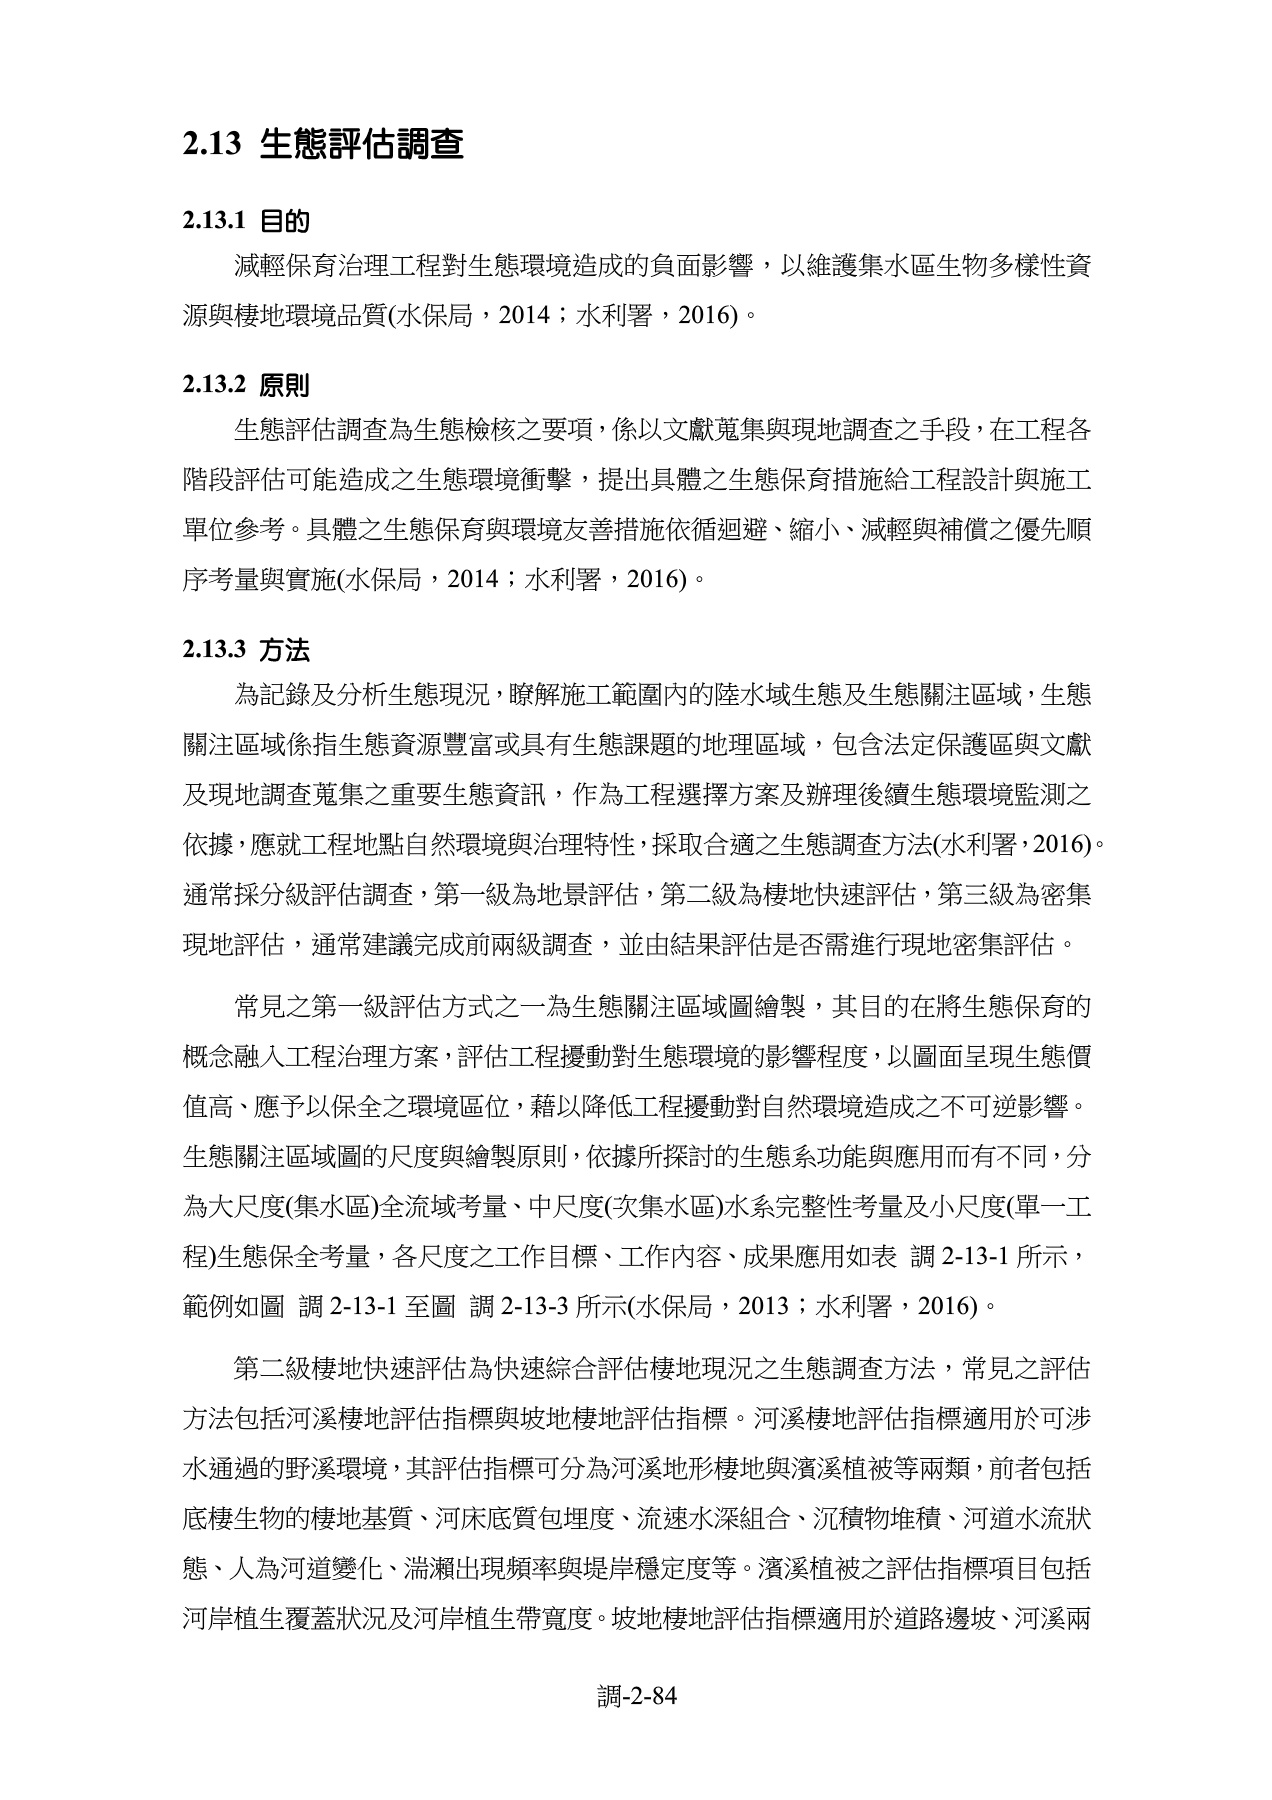 2.13 生態評估調查
2.13.1 目的
減輕保育治理工程對生態環境造成的負面影響，以維護集水區生物多樣性資
源與棲地環境品質(水保局，2014；水利署，2016)。
2.13.2 原則
生態評估調查為生態檢核之要項，係以文獻蒐集與現地調查之手段，在工程各
階段評估可能造成之生態環境衝擊，提出具體之生態保育措施給工程設計與施工
單位參考。具體之生態保育與環境友善措施依循迴避、縮小、減輕與補償之優先順
序考量與實施(水保局，2014；水利署，2016)。
2.13.3 方法
為記錄及分析生態現況，瞭解施工範圍內的陸水域生態及生態關注區域，生態
關注區域係指生態資源豐富或具有生態課題的地理區域，包含法定保護區與文獻
及現地調查蒐集之重要生態資訊，作為工程選擇方案及辦理後續生態環境監測之
依據，應就工程地點自然環境與治理特性，採取合適之生態調查方法(水利署，2016)。
通常採分級評估調查，第一級為地景評估，第二級為棲地快速評估，第三級為密集
現地評估，通常建議完成前兩級調查，並由結果評估是否需進行現地密集評估。
常見之第一級評估方式之一為生態關注區域圖繪製，其目的在將生態保育的
概念融入工程治理方案，評估工程擾動對生態環境的影響程度，以圖面呈現生態價
值高、應予以保全之環境區位，藉以降低工程擾動對自然環境造成之不可逆影響。
生態關注區域圖的尺度與繪製原則，依據所探討的生態系功能與應用而有不同，分
為大尺度(集水區)全流域考量、中尺度(次集水區)水系完整性考量及小尺度(單一工
程)生態保全考量，各尺度之工作目標、工作內容、成果應用如表 調 2-13-1 所示，
範例如圖 調 2-13-1 至圖 調 2-13-3 所示(水保局，2013；水利署，2016)。
第二級棲地快速評估為快速綜合評估棲地現況之生態調查方法，常見之評估
方法包括河溪棲地評估指標與坡地棲地評估指標。河溪棲地評估指標適用於可涉
水通過的野溪環境，其評估指標可分為河溪地形棲地與濱溪植被等兩類，前者包括
底棲生物的棲地基質、河床底質包埋度、流速水深組合、沉積物堆積、河道水流狀
態、人為河道變化、湍瀨出現頻率與堤岸穩定度等。濱溪植被之評估指標項目包括
河岸植生覆蓋狀況及河岸植生帶寬度。坡地棲地評估指標適用於道路邊坡、河溪兩
調-2-84